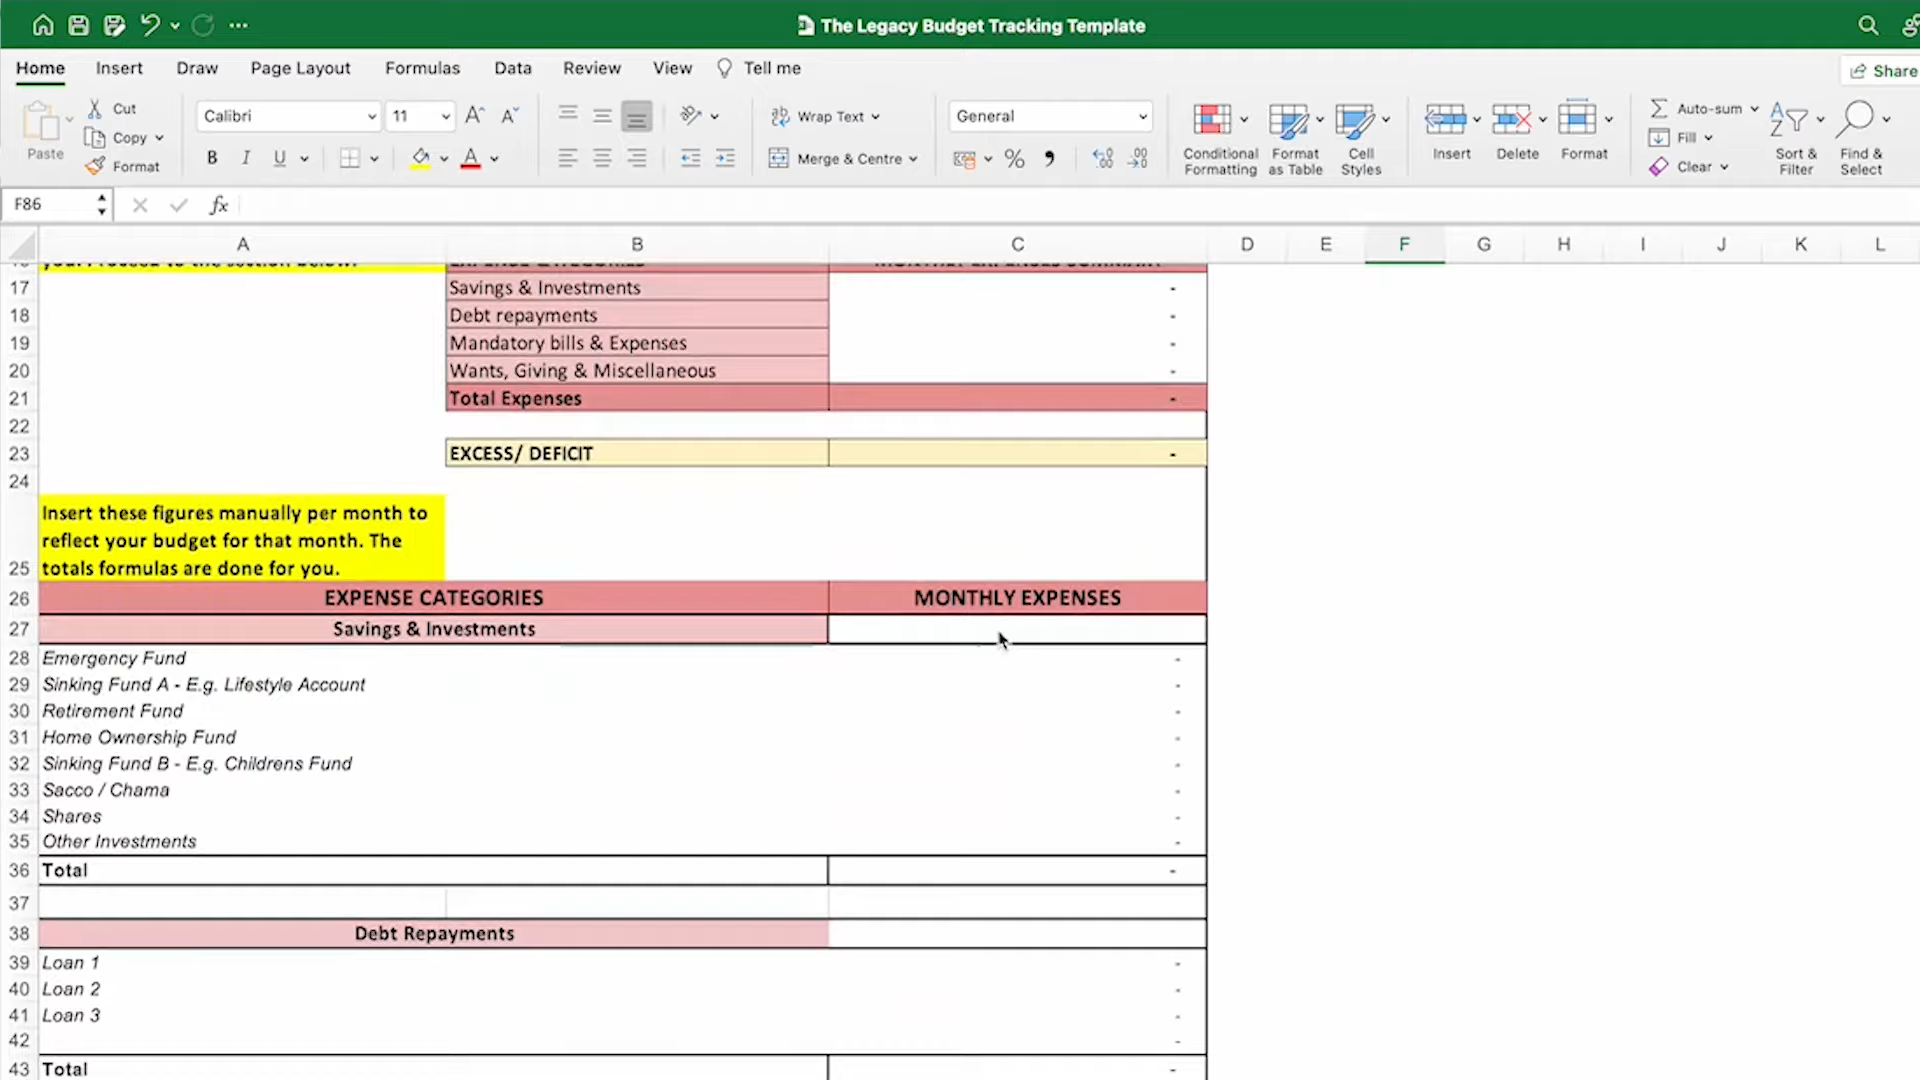 The Legacy Budget Tracking Template
Home Insert Draw Page Layout Formulas Data Review View Tell me Share
Paste
Cut
Copy
Format
Calibri 11
B I U
Wrap Text
Merge & Centre
General
%
Conditional Formatting
Format as Table
Cell Styles
Insert
Delete
Format
Auto-sum
Fill
Clear
Sort & Filter
Find & Select
F86 fx
A B C D E F G H I J K L
EXPENSE CATEGORIES MONTHLY EXPENSES SUMMARY
17 Savings & Investments -
18 Debt repayments -
19 Mandatory bills & Expenses -
20 Wants, Giving & Miscellaneous -
21 Total Expenses -
22
23 EXCESS/ DEFICIT -
24
Insert these figures manually per month to
reflect your budget for that month. The
25 totals formulas are done for you.
26 EXPENSE CATEGORIES MONTHLY EXPENSES
27 Savings & Investments
28 Emergency Fund -
29 Sinking Fund A - E.g. Lifestyle Account -
30 Retirement Fund -
31 Home Ownership Fund -
32 Sinking Fund B - E.g. Childrens Fund -
33 Sacco / Chama -
34 Shares -
35 Other Investments -
36 Total -
37
38 Debt Repayments
39 Loan 1 -
40 Loan 2 -
41 Loan 3 -
42 -
43 Total -